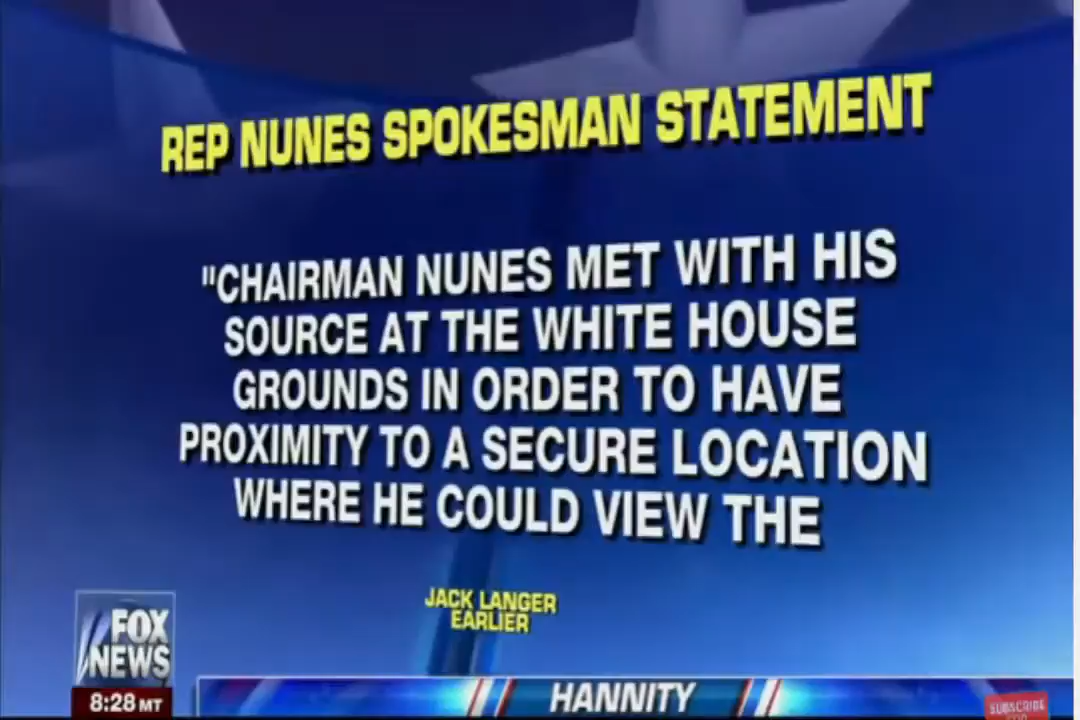 REP NUNES SPOKESMAN STATEMENT
"CHAIRMAN NUNES MET WITH HIS
SOURCE AT THE WHITE HOUSE
GROUNDS IN ORDER TO HAVE
PROXIMITY TO A SECURE LOCATION
WHERE HE COULD VIEW THE
JACK LANGER
EARLIER
FOX
NEWS
8:28 MT
HANNITY
SUBSCRIBE